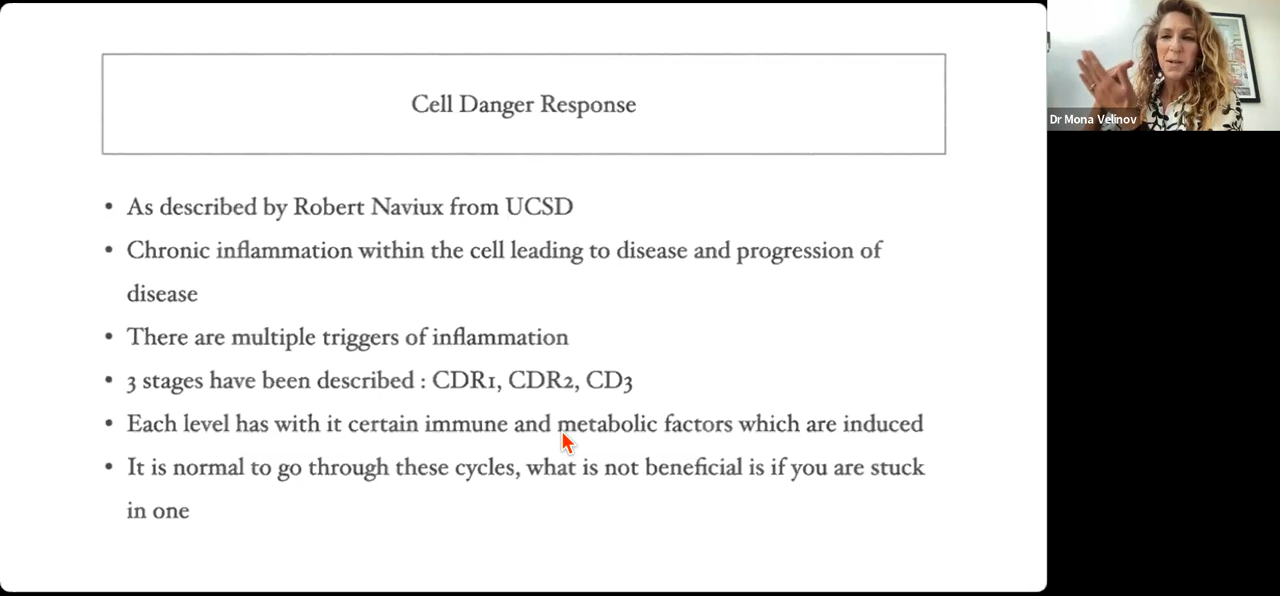 Cell Danger Response
• As described by Robert Naviux from UCSD
• Chronic inflammation within the cell leading to disease and progression of
disease
• There are multiple triggers of inflammation
• 3 stages have been described : CDR1, CDR2, CD3
• Each level has with it certain immune and metabolic factors which are induced
• It is normal to go through these cycles, what is not beneficial is if you are stuck
in one
Dr Mona Velinov